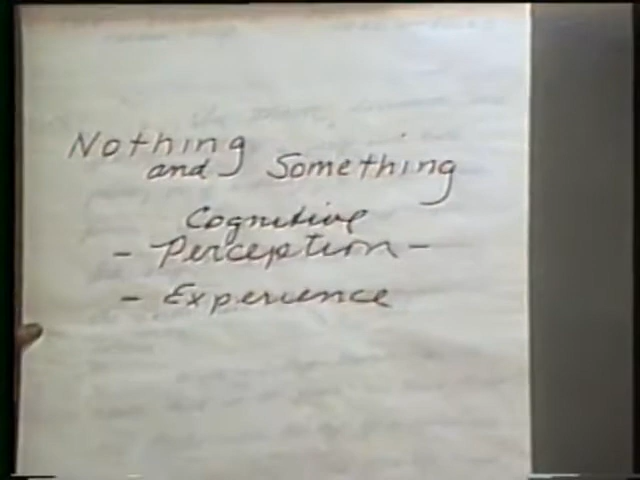 Nothing
and Something
Cognitive
- Perception -
- Experience